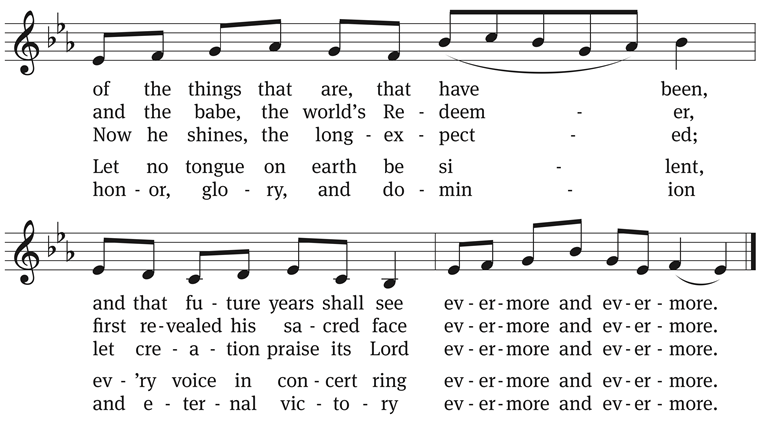 of the things that are, that have been,
and the babe, the world's Re - deem - er,
Now he shines, the long - ex - pect - ed;
Let no tongue on earth be si - lent,
hon - or, glo - ry, and do - min - ion
and that fu - ture years shall see ev - er - more and ev - er - more.
first re - vealed his sa - cred face ev - er - more and ev - er - more.
let cre - a - tion praise its Lord ev - er - more and ev - er - more.
ev - 'ry voice in con - cert ring ev - er - more and ev - er - more.
and e - ter - nal vic - to - ry ev - er - more and ev - er - more.